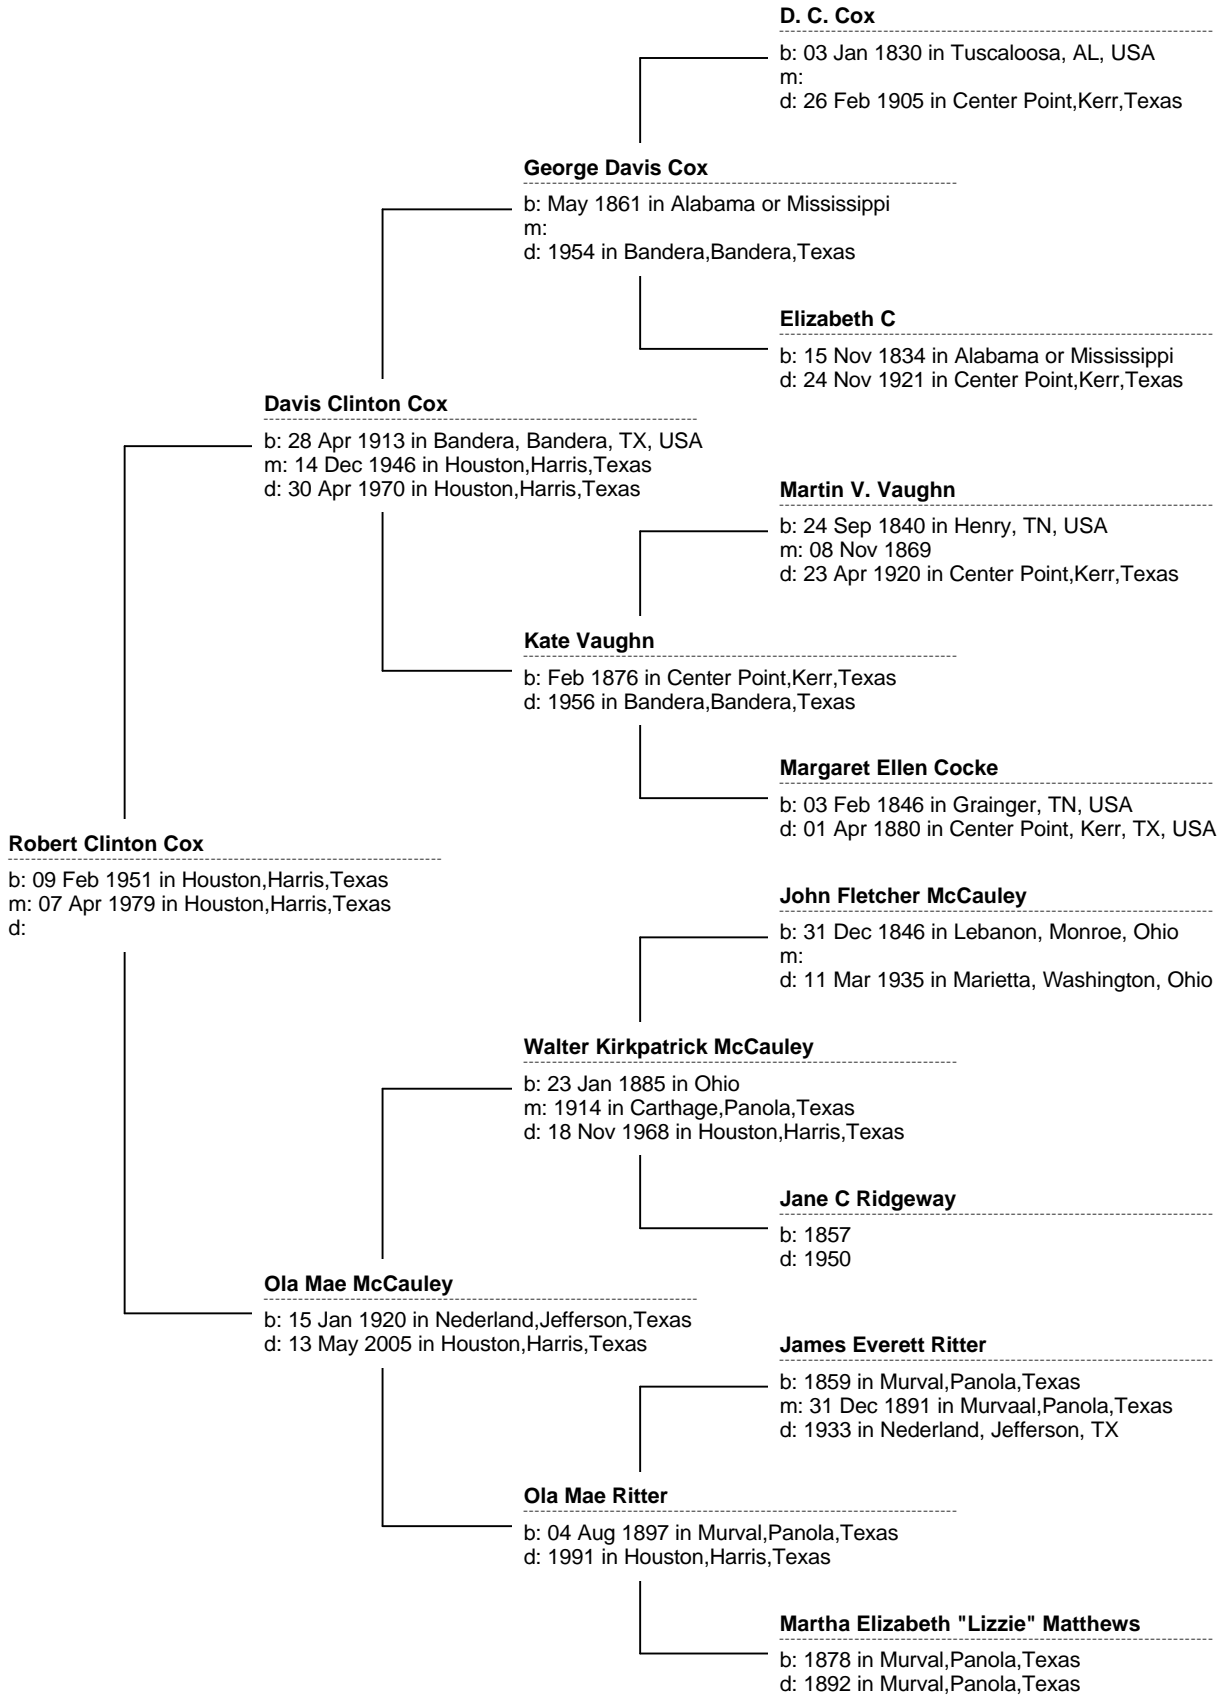 D. C. Cox
b: 03 Jan 1830 in Tuscaloosa, AL, USA
m:
d: 26 Feb 1905 in Center Point,Kerr,Texas
George Davis Cox
b: May 1861 in Alabama or Mississippi
m:
d: 1954 in Bandera,Bandera,Texas
Elizabeth C
b: 15 Nov 1834 in Alabama or Mississippi
d: 24 Nov 1921 in Center Point,Kerr,Texas
Davis Clinton Cox
b: 28 Apr 1913 in Bandera, Bandera, TX, USA
m: 14 Dec 1946 in Houston,Harris,Texas
d: 30 Apr 1970 in Houston,Harris,Texas
Martin V. Vaughn
b: 24 Sep 1840 in Henry, TN, USA
m: 08 Nov 1869
d: 23 Apr 1920 in Center Point,Kerr,Texas
Kate Vaughn
b: Feb 1876 in Center Point,Kerr,Texas
d: 1956 in Bandera,Bandera,Texas
Margaret Ellen Cocke
b: 03 Feb 1846 in Grainger, TN, USA
d: 01 Apr 1880 in Center Point, Kerr, TX, USA
Robert Clinton Cox
b: 09 Feb 1951 in Houston,Harris,Texas
m: 07 Apr 1979 in Houston,Harris,Texas
d:
John Fletcher McCauley
b: 31 Dec 1846 in Lebanon, Monroe, Ohio
m:
d: 11 Mar 1935 in Marietta, Washington, Ohio
Walter Kirkpatrick McCauley
b: 23 Jan 1885 in Ohio
m: 1914 in Carthage,Panola,Texas
d: 18 Nov 1968 in Houston,Harris,Texas
Jane C Ridgeway
b: 1857
d: 1950
Ola Mae McCauley
b: 15 Jan 1920 in Nederland,Jefferson,Texas
d: 13 May 2005 in Houston,Harris,Texas
James Everett Ritter
b: 1859 in Murval,Panola,Texas
m: 31 Dec 1891 in Murvaal,Panola,Texas
d: 1933 in Nederland, Jefferson, TX
Ola Mae Ritter
b: 04 Aug 1897 in Murval,Panola,Texas
d: 1991 in Houston,Harris,Texas
Martha Elizabeth "Lizzie" Matthews
b: 1878 in Murval,Panola,Texas
d: 1892 in Murval,Panola,Texas